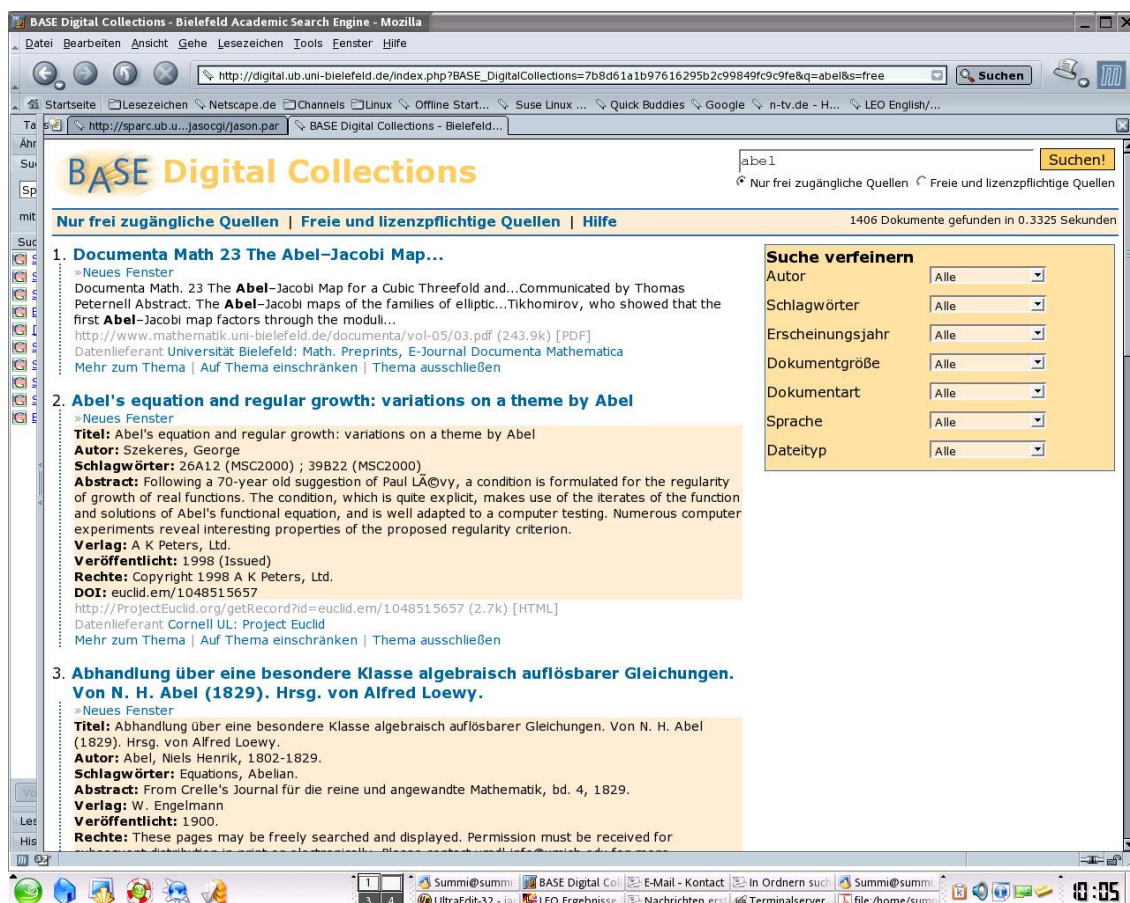 BASE Digital Collections - Bielefeld Academic Search Engine - Mozilla
Datei Bearbeiten Ansicht Gehe Lesezeichen Tools Fenster Hilfe
http://digital.ub.uni-bielefeld.de/index.php?BASE_DigitalCollections=7b8d61a1b97616295b2c99849fc9c9fe&q=abel&s=free
Suchen
Startseite Lesezeichen Netscape.de Channels Linux Offline Start... Suse Linux ... Quick Buddies Google n-tv.de - H... LEO English/...
http://sparc.ub.u...jasocgi/jason.par BASE Digital Collections - Bielefeld...
BASE Digital Collections
abel Suchen!
Nur frei zugängliche Quellen Freie und lizenzpflichtige Quellen
Nur frei zugängliche Quellen | Freie und lizenzpflichtige Quellen | Hilfe
1406 Dokumente gefunden in 0.3325 Sekunden
1. Documenta Math 23 The Abel–Jacobi Map...
»Neues Fenster
Documenta Math. 23 The Abel–Jacobi Map for a Cubic Threefold and...Communicated by Thomas
Peternell Abstract. The Abel–Jacobi maps of the families of elliptic...Tikhomirov, who showed that the
first Abel–Jacobi map factors through the moduli...
http://www.mathematik.uni-bielefeld.de/documenta/vol-05/03.pdf (243.9k) [PDF]
Datenlieferant Universität Bielefeld: Math. Preprints, E-Journal Documenta Mathematica
Mehr zum Thema | Auf Thema einschränken | Thema ausschließen
2. Abel's equation and regular growth: variations on a theme by Abel
»Neues Fenster
Titel: Abel's equation and regular growth: variations on a theme by Abel
Autor: Szekeres, George
Schlagwörter: 26A12 (MSC2000) ; 39B22 (MSC2000)
Abstract: Following a 70-year old suggestion of Paul LÃ©vy, a condition is formulated for the regularity
of growth of real functions. The condition, which is quite explicit, makes use of the iterates of the function
and solutions of Abel's functional equation, and is well adapted to a computer testing. Numerous computer
experiments reveal interesting properties of the proposed regularity criterion.
Verlag: A K Peters, Ltd.
Veröffentlicht: 1998 (Issued)
Rechte: Copyright 1998 A K Peters, Ltd.
DOI: euclid.em/1048515657
http://ProjectEuclid.org/getRecord?id=euclid.em/1048515657 (2.7k) [HTML]
Datenlieferant Cornell UL: Project Euclid
Mehr zum Thema | Auf Thema einschränken | Thema ausschließen
3. Abhandlung über eine besondere Klasse algebraisch auflösbarer Gleichungen.
Von N. H. Abel (1829). Hrsg. von Alfred Loewy.
»Neues Fenster
Titel: Abhandlung über eine besondere Klasse algebraisch auflösbarer Gleichungen. Von N. H. Abel
(1829). Hrsg. von Alfred Loewy.
Autor: Abel, Niels Henrik, 1802-1829.
Schlagwörter: Equations, Abelian.
Abstract: From Crelle's Journal für die reine und angewandte Mathematik, bd. 4, 1829.
Verlag: W. Engelmann
Veröffentlicht: 1900.
Rechte: These pages may be freely searched and displayed. Permission must be received for
Suche verfeinern
Autor Alle
Schlagwörter Alle
Erscheinungsjahr Alle
Dokumentgröße Alle
Dokumentart Alle
Sprache Alle
Dateityp Alle
1 Summi@summi BASE Digital Col E-Mail - Kontact In Ordnern such Summi@summi
3 4 UltraEdit-32 - ja LEO Ergebnisse Nachrichten erst Terminalserver file:/home/summ
10:05